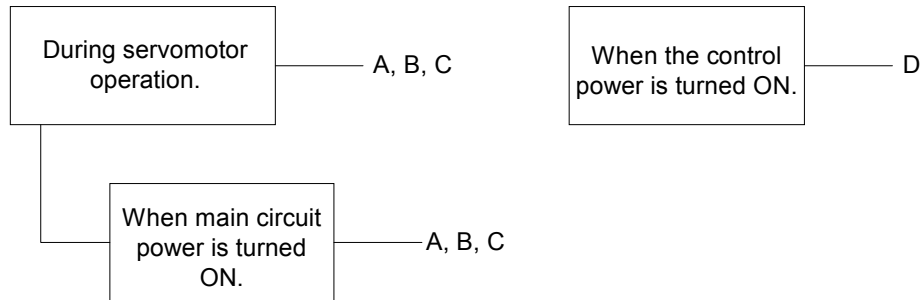 During servomotor
operation.
A, B, C
When the control
power is turned ON.
D
When main circuit
power is turned
ON.
A, B, C